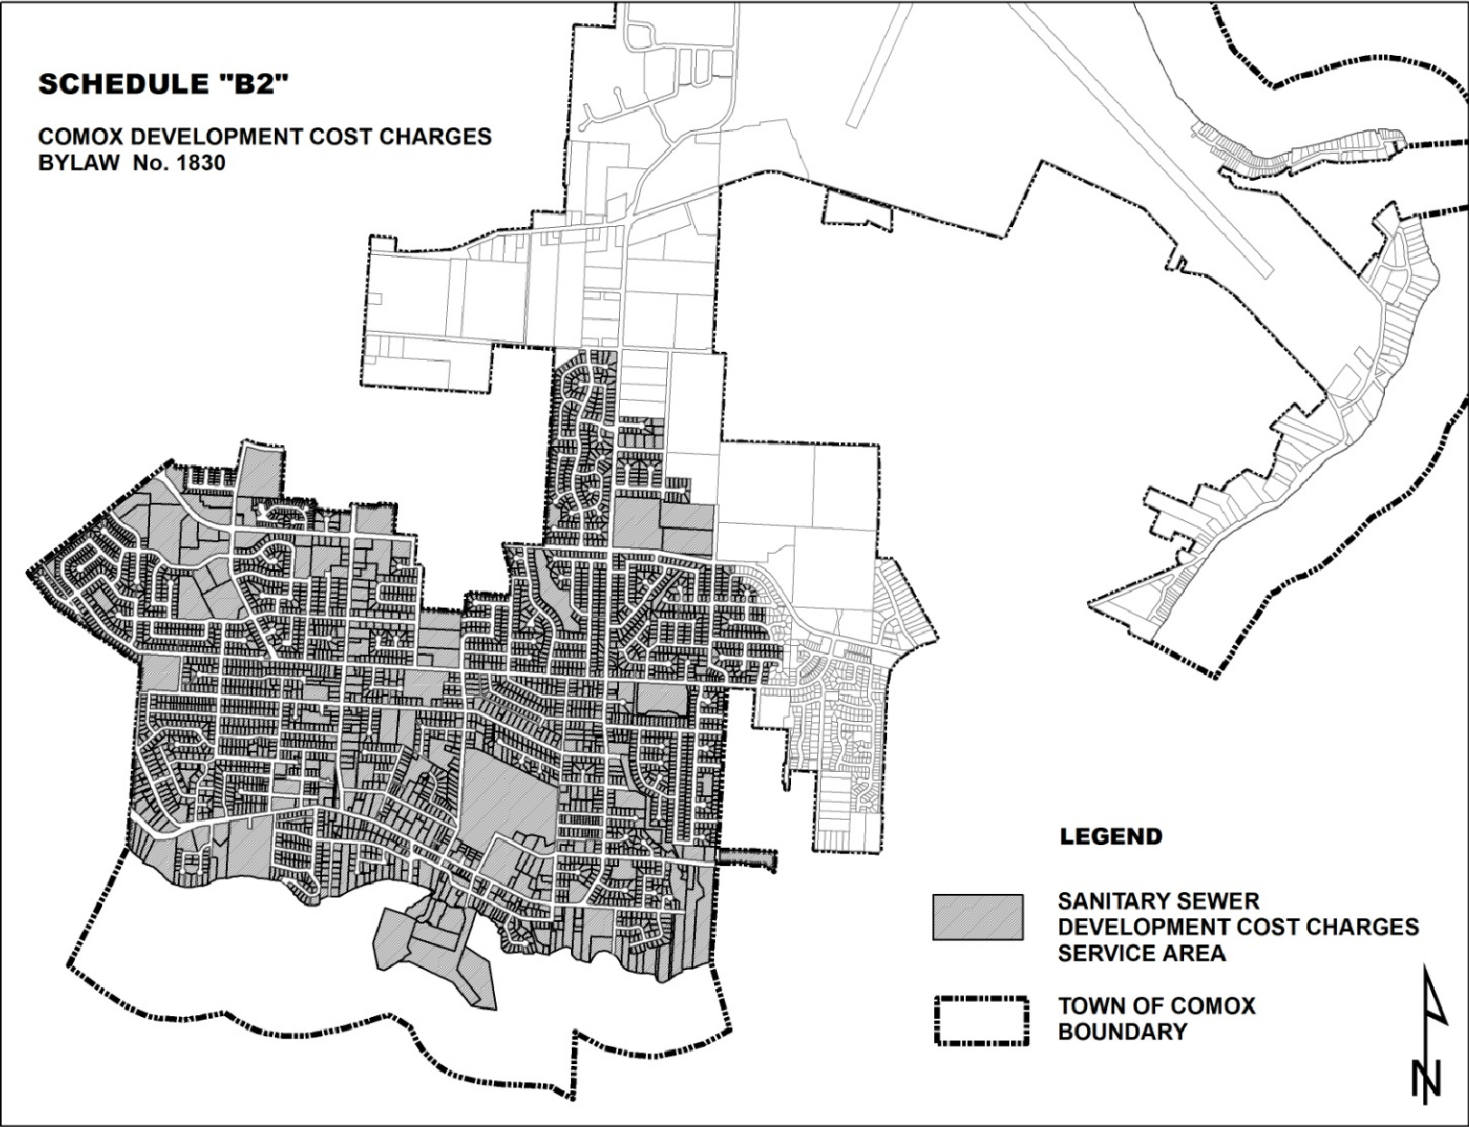 SCHEDULE "B2"
COMOX DEVELOPMENT COST CHARGES
BYLAW No. 1830
LEGEND
SANITARY SEWER
DEVELOPMENT COST CHARGES
SERVICE AREA
TOWN OF COMOX
BOUNDARY
N